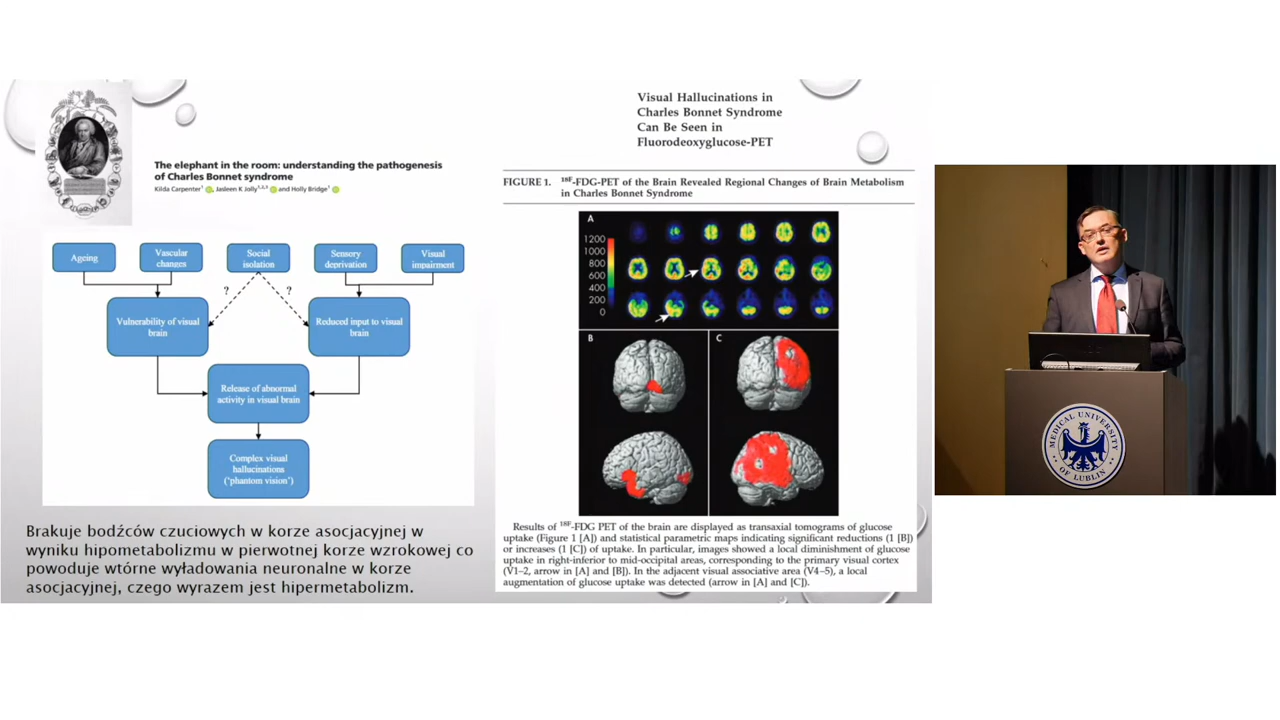 The elephant in the room: understanding the pathogenesis
of Charles Bonnet syndrome
Kilda Carpenter¹, Jasleen K Jolly¹,²,³ and Holly Bridge¹
Ageing
Vascular
changes
Social
isolation
Sensory
deprivation
Visual
impairment
?
?
Vulnerability of visual
brain
Reduced input to visual
brain
Release of abnormal
activity in visual brain
Complex visual
hallucinations
('phantom vision')
Brakuje bodźców czuciowych w korze asocjacyjnej w
wyniku hipometabolizmu w pierwotnej korze wzrokowej co
powoduje wtórne wyładowania neuronalne w korze
asocjacyjnej, czego wyrazem jest hipermetabolizm.
Visual Hallucinations in
Charles Bonnet Syndrome
Can Be Seen in
Fluorodeoxyglucose-PET
FIGURE 1. ¹⁸F-FDG-PET of the Brain Revealed Regional Changes of Brain Metabolism
in Charles Bonnet Syndrome
A
1200
1000
800
600
400
200
0
B
C
Results of ¹⁸F-FDG PET of the brain are displayed as transaxial tomograms of glucose
uptake (Figure 1 [A]) and statistical parametric maps indicating significant reductions (1 [B])
or increases (1 [C]) of uptake. In particular, images showed a local diminishment of glucose
uptake in right-inferior to mid-occipital areas, corresponding to the primary visual cortex
(V1–2, arrow in [A] and [B]). In the adjacent visual associative area (V4–5), a local
augmentation of glucose uptake was detected (arrow in [A] and [C]).
MEDICAL UNIVERSITY
OF LUBLIN